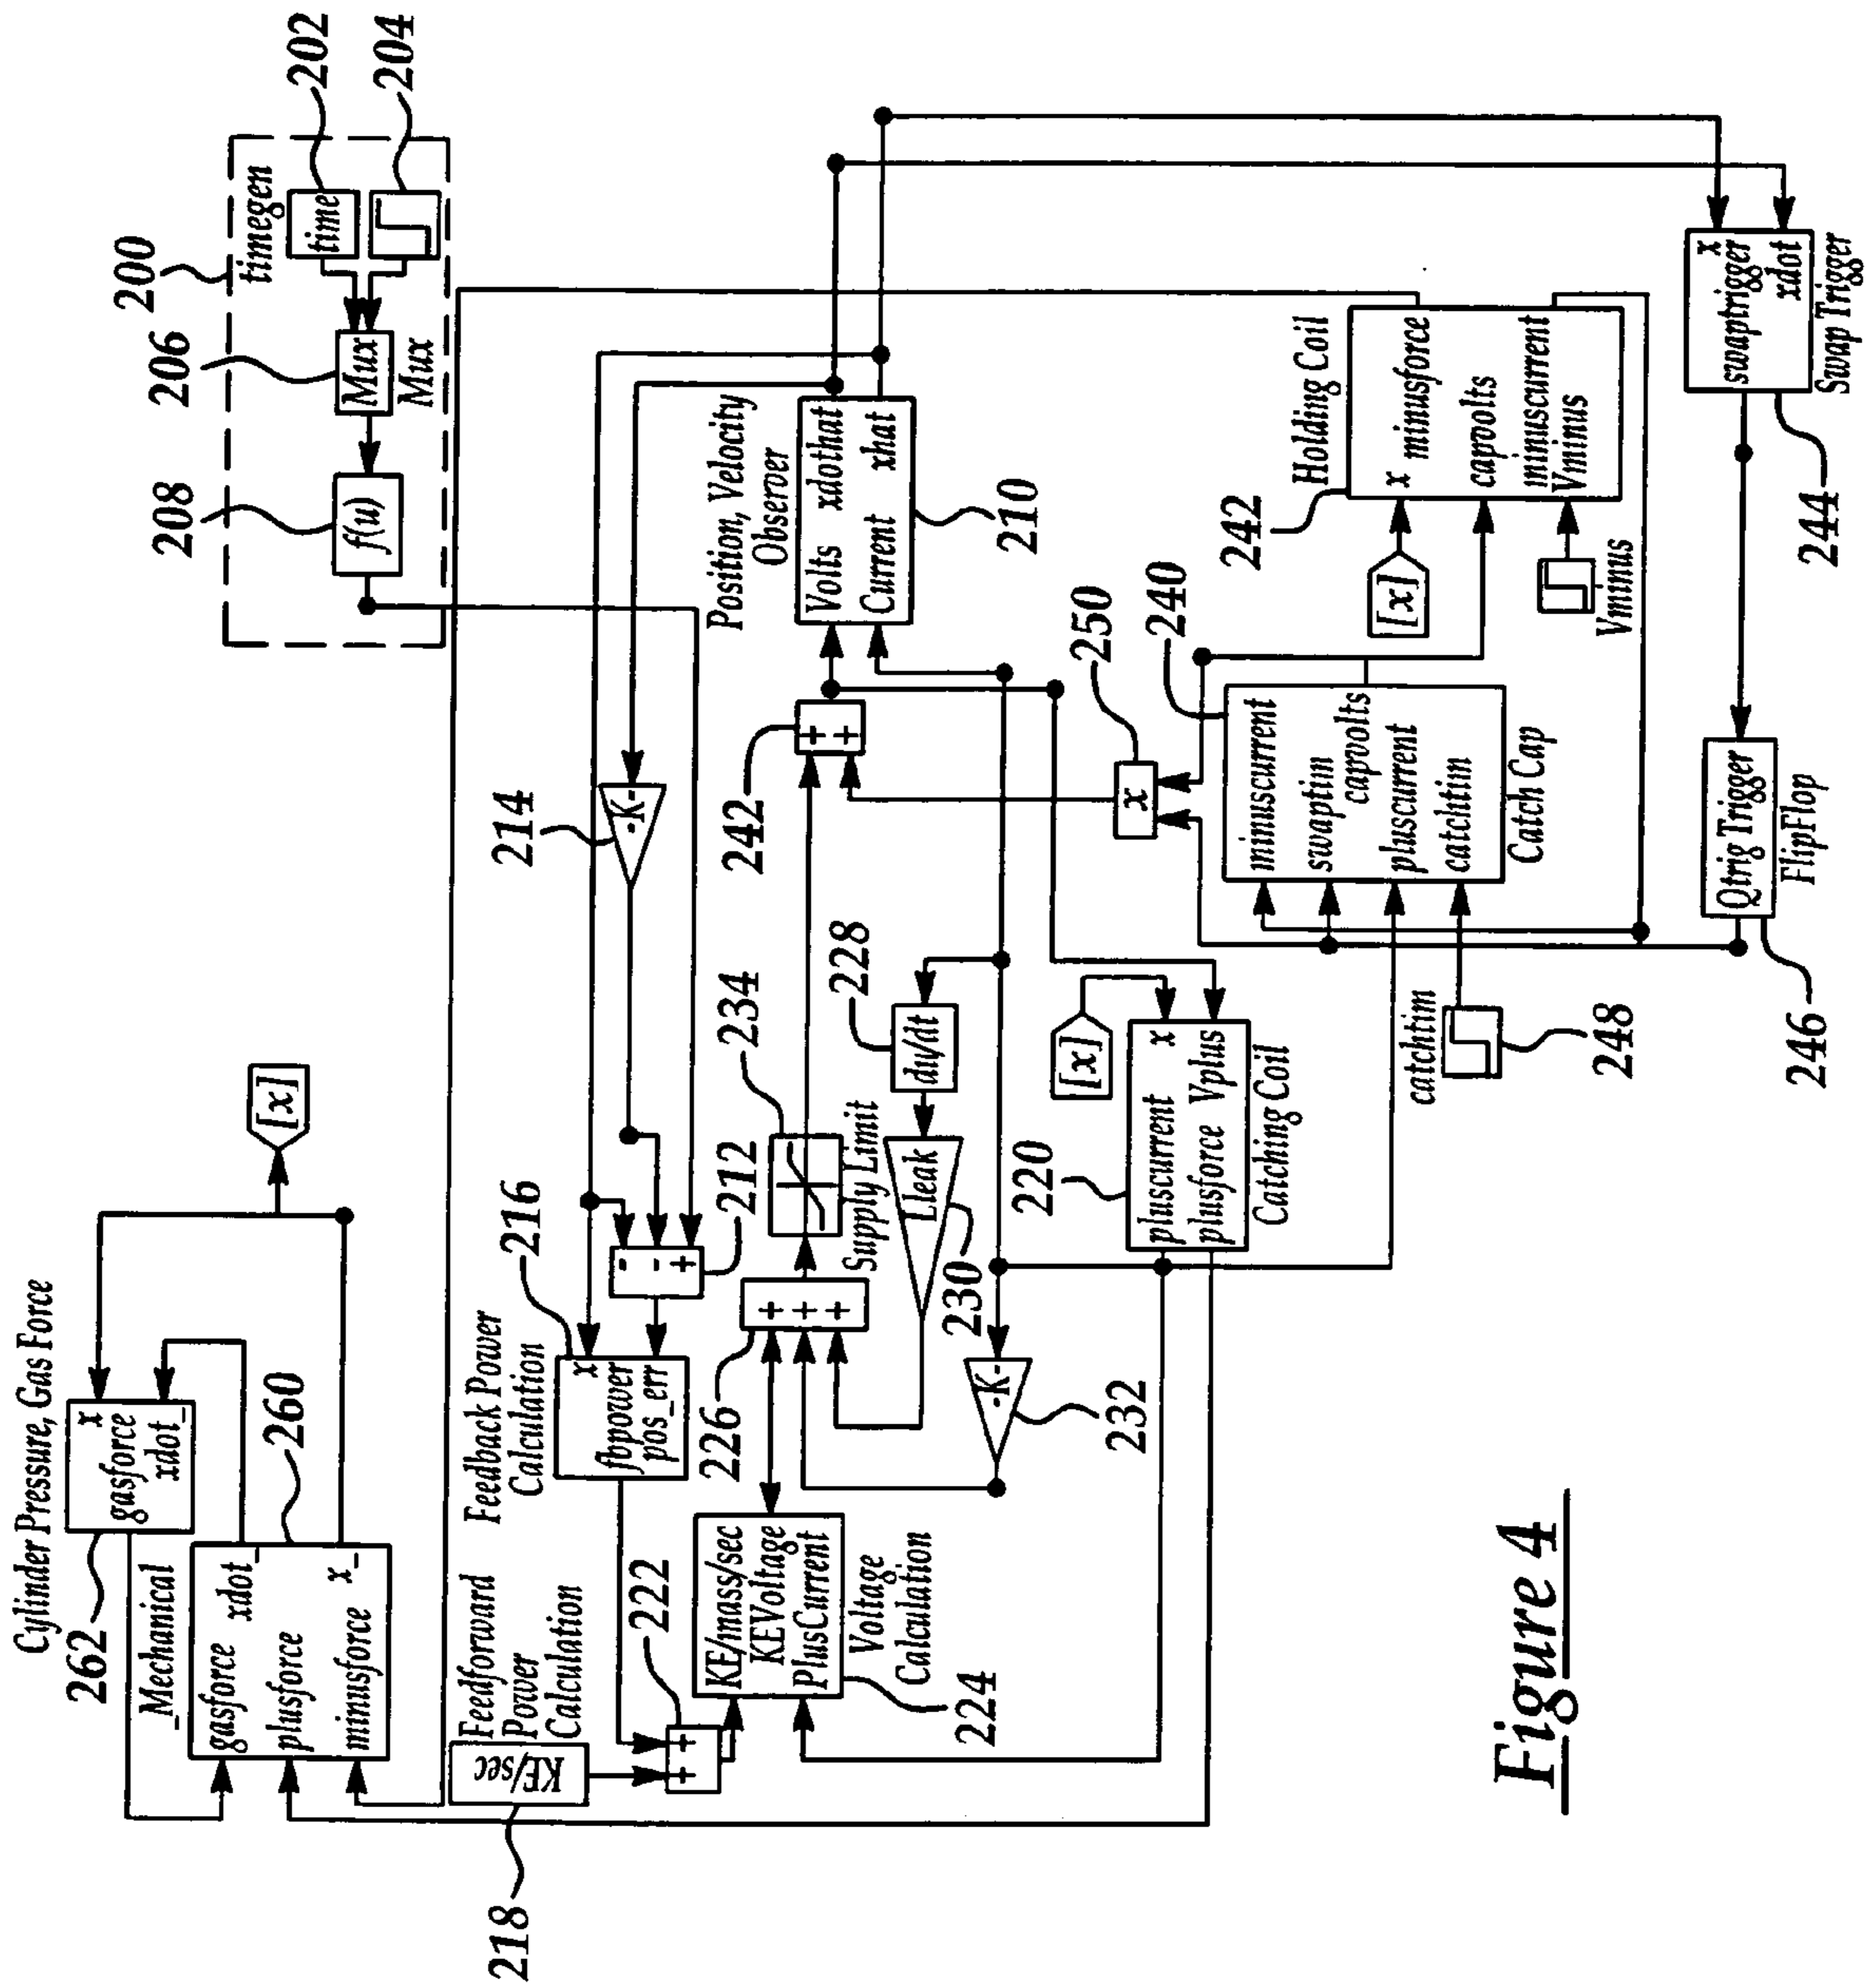 Cylinder Pressure, Gas Force
262
x
gasforce
xdot_
[x]
_Mechanical
gasforce xdot_
plusforce
minusforce x_
260
200
timegen
202
time
204
206
Mux
Mux
208
f(u)
218
Feedforward
Power
Calculation
KE/sec
222
+
+
Feedback Power
Calculation
216
x
fbpower
pos_err
212
-
-
+
214
-K-
KE/mass/sec
KEVoltage
PlusCurrent
Voltage
Calculation
224
226
+
+
+
234
Supply Limit
Lleak
230
228
du/dt
-K-
232
242
+
+
Position, Velocity
Observer
Volts xdothat
Current xhat
210
[x]
220
pluscurrent x
plusforce Vplus
Catching Coil
250
x
240
minuscurrent
swaptim
capvolts
pluscurrent
catchtim
Catch Cap
catchtim
248
242
Holding Coil
x minusforce
capvolts
minuscurrent
Vminus
[x]
Vminus
x
swaptrigger
xdot
Swap Trigger
244
Qtrig Trigger
FlipFlop
246
Figure 4